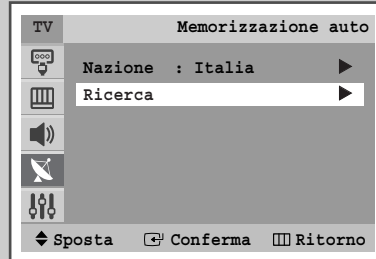 TV Memorizzazione auto
Nazione : Italia
Ricerca
Sposta Conferma Ritorno